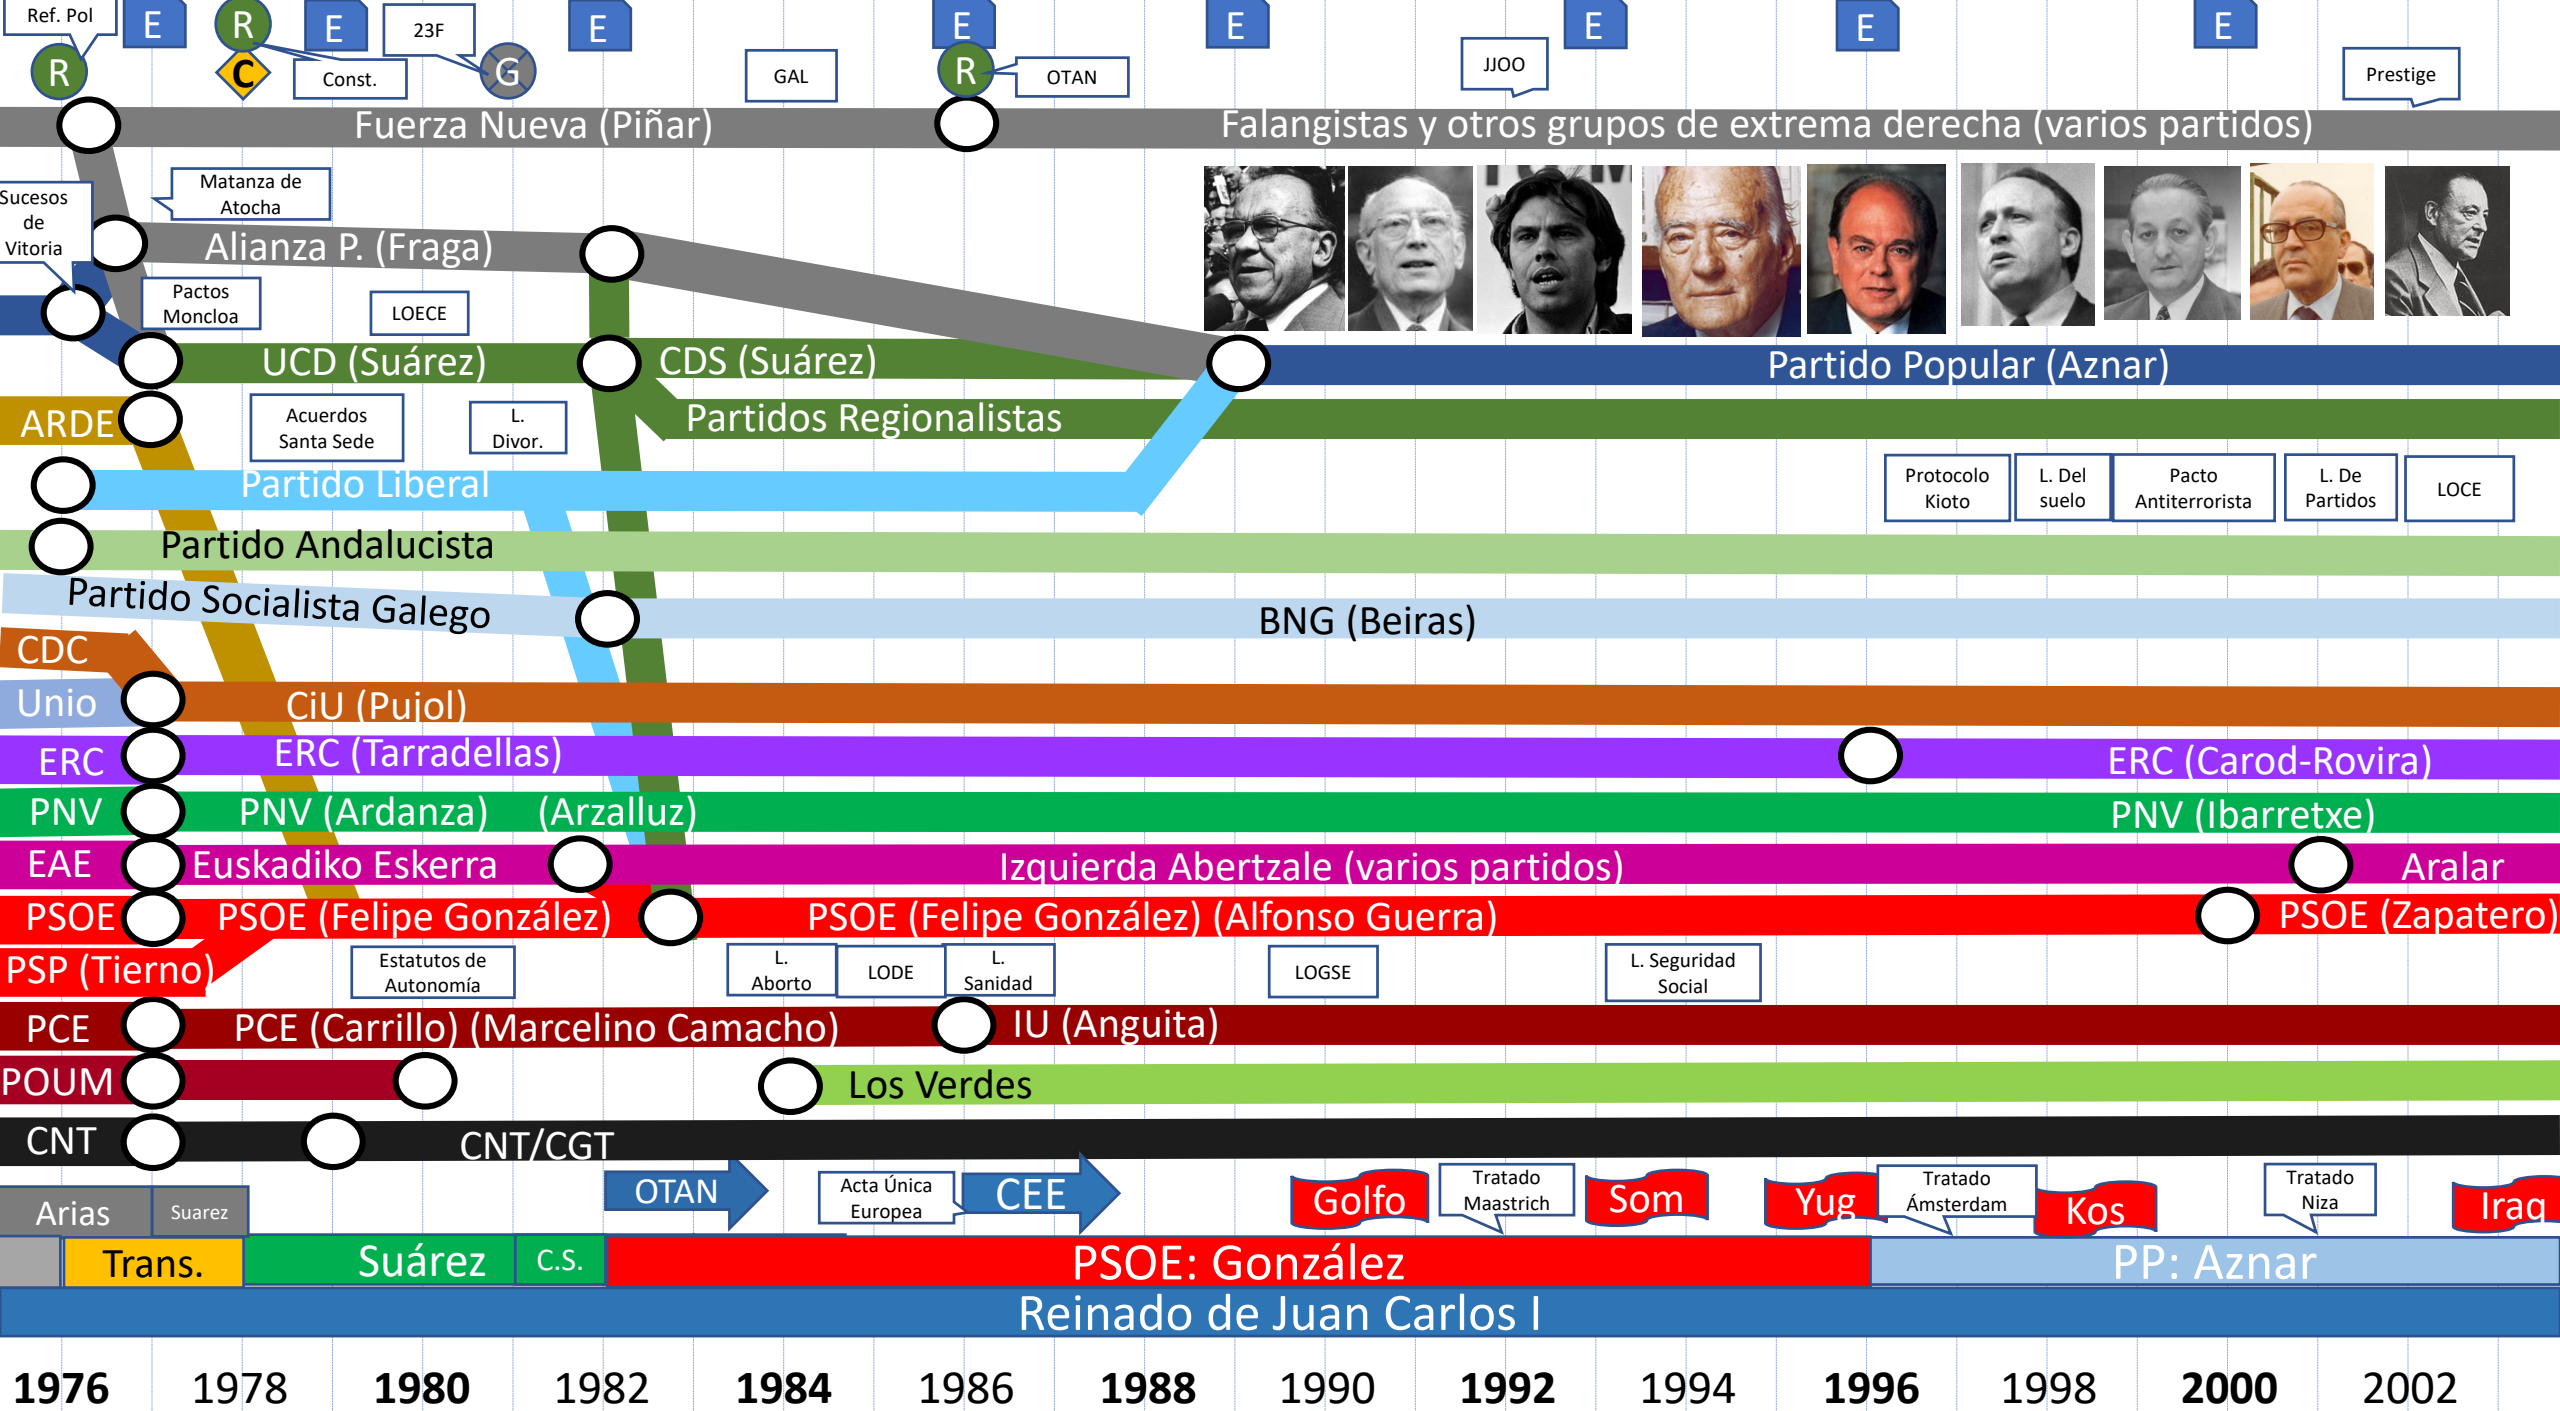 Ref. Pol
E
R
E
23F
E
E
E
E
E
E
R
C
Const.
G
GAL
R
OTAN
JJOO
Prestige
Fuerza Nueva (Piñar)
Falangistas y otros grupos de extrema derecha (varios partidos)
Matanza de
Atocha
Sucesos
de
Vitoria
Alianza P. (Fraga)
Pactos
Moncloa
LOECE
UCD (Suárez)
CDS (Suárez)
Partido Popular (Aznar)
ARDE
Acuerdos
Santa Sede
L.
Divor.
Partidos Regionalistas
Partido Liberal
Protocolo
Kioto
L. Del
suelo
Pacto
Antiterrorista
L. De
Partidos
LOCE
Partido Andalucista
Partido Socialista Galego
BNG (Beiras)
CDC
Unio
CiU (Pujol)
ERC
ERC (Tarradellas)
ERC (Carod-Rovira)
PNV
PNV (Ardanza)
(Arzalluz)
PNV (Ibarretxe)
EAE
Euskadiko Eskerra
Izquierda Abertzale (varios partidos)
Aralar
PSOE
PSOE (Felipe González)
PSOE (Felipe González) (Alfonso Guerra)
PSOE (Zapatero)
PSP (Tierno)
Estatutos de
Autonomía
L.
Aborto
LODE
L.
Sanidad
LOGSE
L. Seguridad
Social
PCE
PCE (Carrillo) (Marcelino Camacho)
IU (Anguita)
POUM
Los Verdes
CNT
CNT/CGT
Arias
Suarez
OTAN
Acta Única
Europea
CEE
Golfo
Tratado
Maastrich
Som
Yug
Tratado
Ámsterdam
Kos
Tratado
Niza
Iraq
Trans.
Suárez
C.S.
PSOE: González
PP: Aznar
Reinado de Juan Carlos I
1976
1978
1980
1982
1984
1986
1988
1990
1992
1994
1996
1998
2000
2002